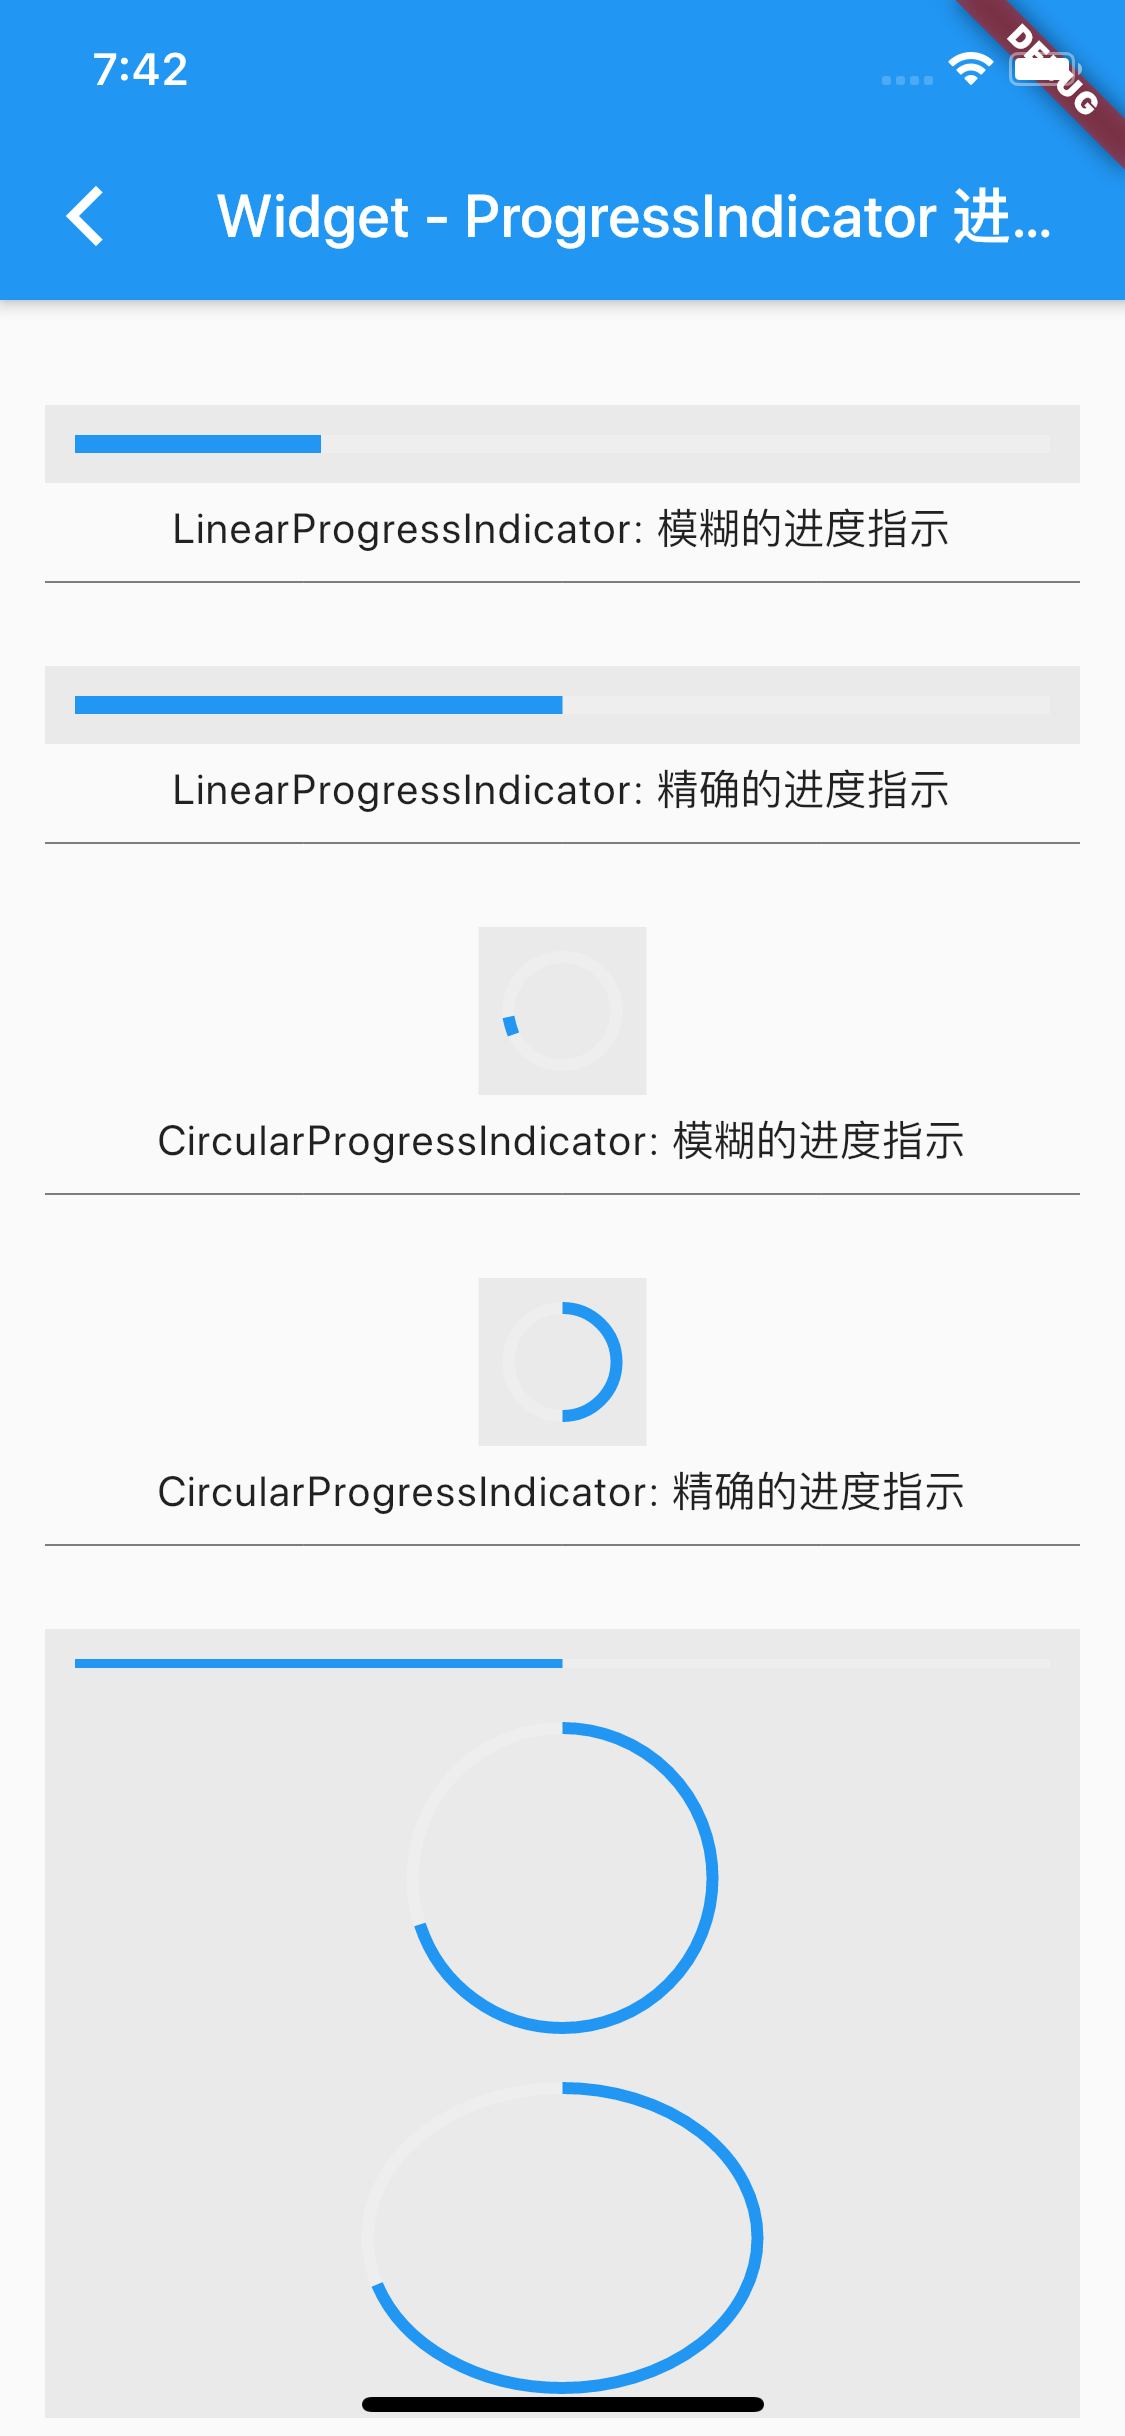 7:42
DEBUG
Widget - ProgressIndicator 进...
LinearProgressIndicator: 模糊的进度指示
LinearProgressIndicator: 精确的进度指示
CircularProgressIndicator: 模糊的进度指示
CircularProgressIndicator: 精确的进度指示